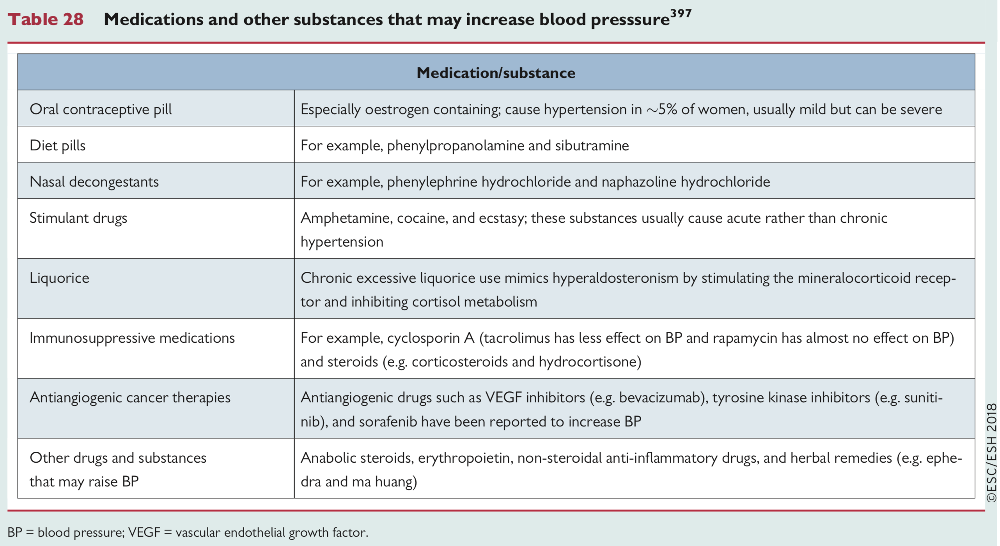 Table 28 Medications and other substances that may increase blood presssure397
Medication/substance
Oral contraceptive pill
Especially oestrogen containing; cause hypertension in ~5% of women, usually mild but can be severe
Diet pills
For example, phenylpropanolamine and sibutramine
Nasal decongestants
For example, phenylephrine hydrochloride and naphazoline hydrochloride
Stimulant drugs
Amphetamine, cocaine, and ecstasy; these substances usually cause acute rather than chronic
hypertension
Liquorice
Chronic excessive liquorice use mimics hyperaldosteronism by stimulating the mineralocorticoid recep-
tor and inhibiting cortisol metabolism
Immunosuppressive medications
For example, cyclosporin A (tacrolimus has less effect on BP and rapamycin has almost no effect on BP)
and steroids (e.g. corticosteroids and hydrocortisone)
Antiangiogenic cancer therapies
Antiangiogenic drugs such as VEGF inhibitors (e.g. bevacizumab), tyrosine kinase inhibitors (e.g. suniti-
nib), and sorafenib have been reported to increase BP
Other drugs and substances
that may raise BP
Anabolic steroids, erythropoietin, non-steroidal anti-inflammatory drugs, and herbal remedies (e.g. ephe-
dra and ma huang)
©ESC/ESH 2018
BP = blood pressure; VEGF = vascular endothelial growth factor.